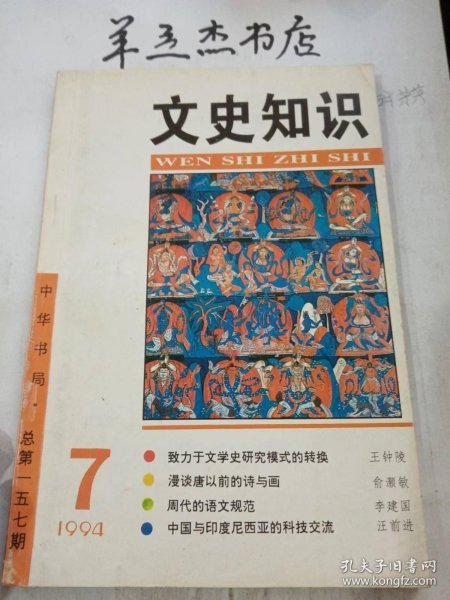 羊立杰书店
文史知识
WEN SHI ZHI SHI
中华书局·总第一五七期
致力于文学史研究模式的转换 王钟陵
漫谈唐以前的诗与画 俞灏敏
周代的语文规范 李建国
中国与印度尼西亚的科技交流 汪前进
7
1994
孔夫子旧书网
www.kongfz.com